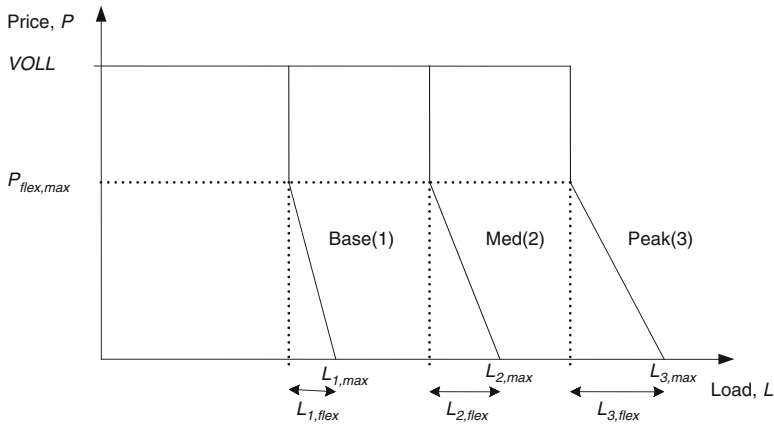 Price, P
VOLL
P_flex,max
Base(1)
Med(2)
Peak(3)
L_1,max
L_2,max
L_3,max
Load, L
L_1,flex
L_2,flex
L_3,flex